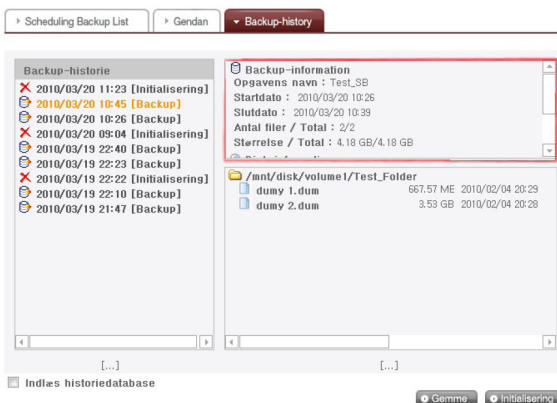 Scheduling Backup List
Gendan
Backup-history
Backup-historie
2010/03/20 11:23 [Initialisering]
2010/03/20 10:45 [Backup]
2010/03/20 10:26 [Backup]
2010/03/20 09:04 [Initialisering]
2010/03/19 22:40 [Backup]
2010/03/19 22:23 [Backup]
2010/03/19 22:22 [Initialisering]
2010/03/19 22:10 [Backup]
2010/03/19 21:47 [Backup]
[...]
Backup-information
Opgavens navn : Test_SB
Startdato : 2010/03/20 10:26
Slutdato : 2010/03/20 10:39
Antal filer / Total : 2/2
Størrelse / Total : 4.18 GB/4.18 GB
/mnt/disk/volume1/Test_Folder
dumy 1.dum 667.57 ME 2010/02/04 20:29
dumy 2.dum 3.53 GB 2010/02/04 20:28
[...]
Indlæs historiedatabase
Gemme
Initialisering